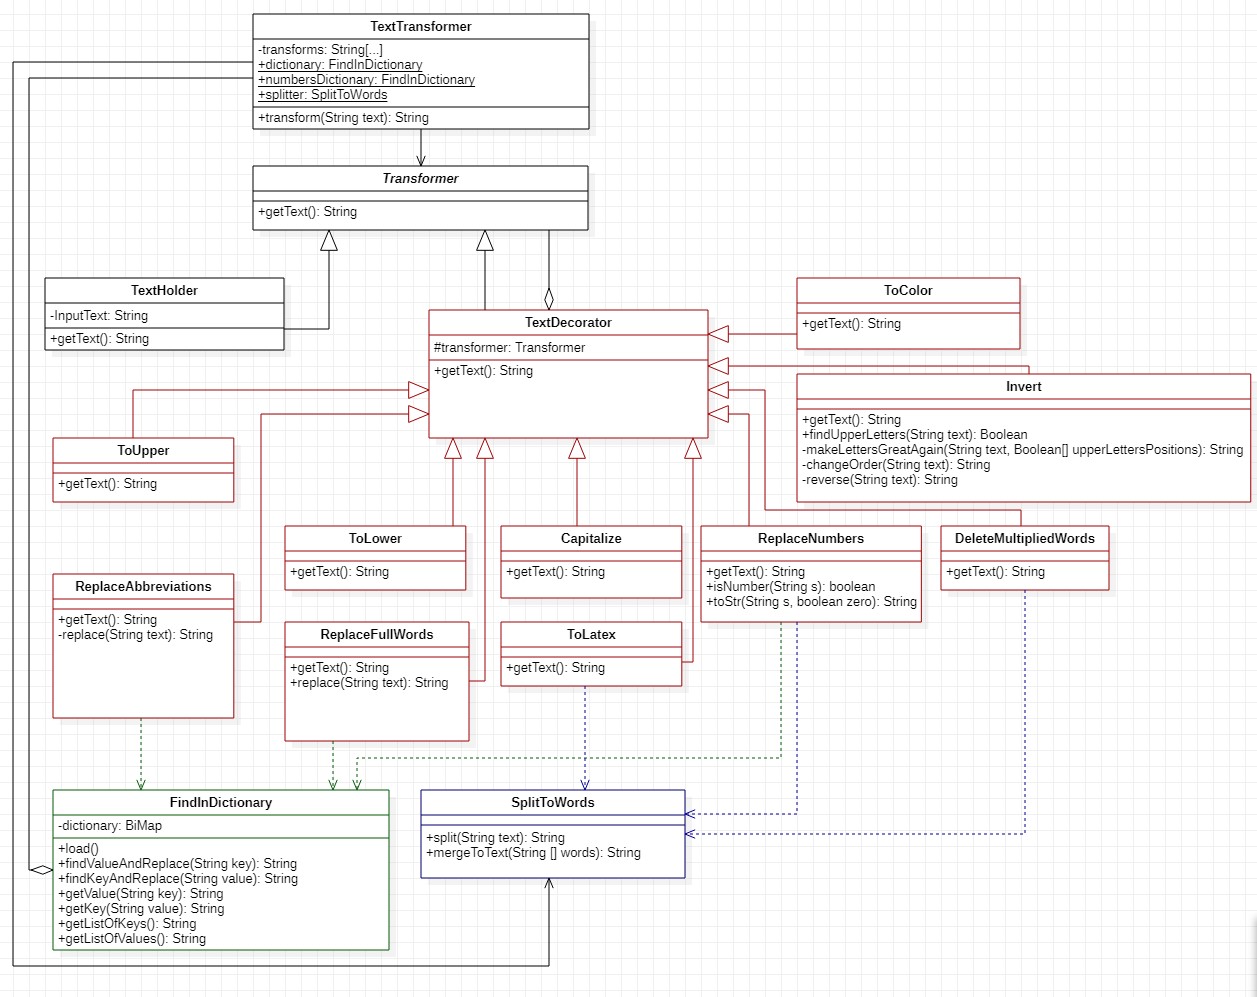 TextTransformer
-transforms: String[...]
+dictionary: FindInDictionary
+numbersDictionary: FindInDictionary
+splitter: SplitToWords
+transform(String text): String
Transformer
+getText(): String
TextHolder
-InputText: String
+getText(): String
TextDecorator
#transformer: Transformer
+getText(): String
ToColor
+getText(): String
Invert
+getText(): String
+findUpperLetters(String text): Boolean
-makeLettersGreatAgain(String text, Boolean[] upperLettersPositions): String
-changeOrder(String text): String
-reverse(String text): String
ToUpper
+getText(): String
ToLower
+getText(): String
Capitalize
+getText(): String
ReplaceNumbers
+getText(): String
+isNumber(String s): boolean
+toStr(String s, boolean zero): String
DeleteMultipliedWords
+getText(): String
ReplaceAbbreviations
+getText(): String
-replace(String text): String
ReplaceFullWords
+getText(): String
+replace(String text): String
ToLatex
+getText(): String
FindInDictionary
-dictionary: BiMap
+load()
+findValueAndReplace(String key): String
+findKeyAndReplace(String value): String
+getValue(String key): String
+getKey(String value): String
+getListOfKeys(): String
+getListOfValues(): String
SplitToWords
+split(String text): String
+mergeToText(String [] words): String